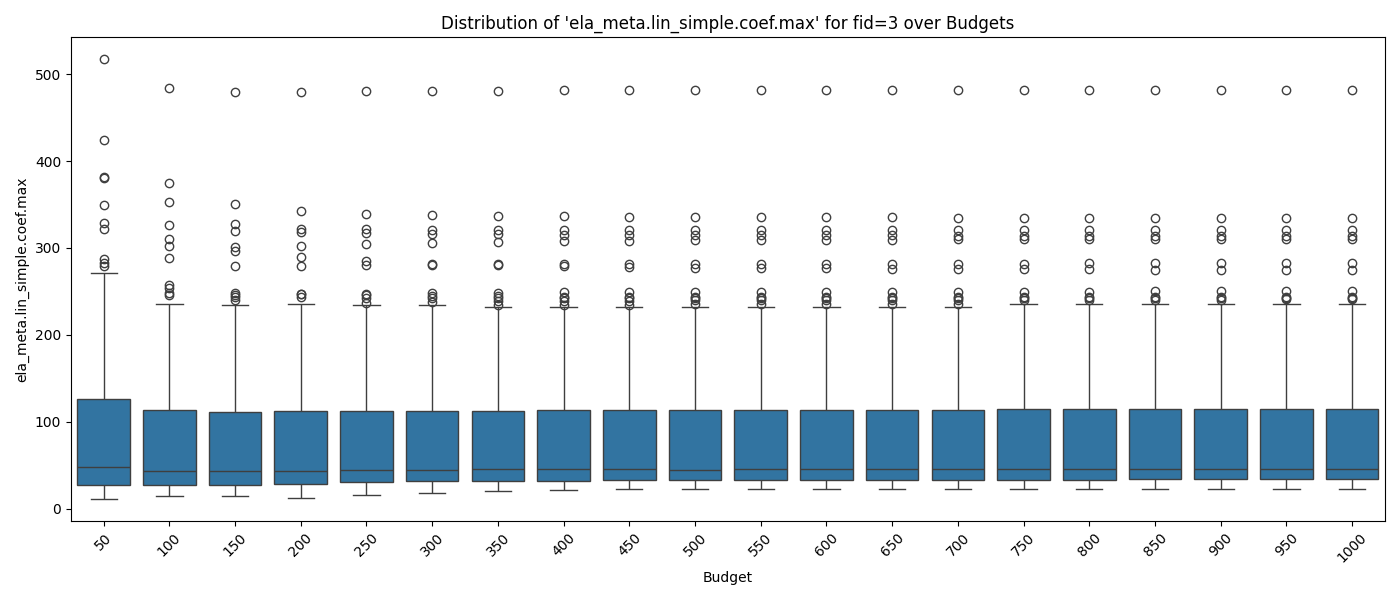 Distribution of 'ela_meta.lin_simple.coef.max' for fid=3 over Budgets
ela_meta.lin_simple.coef.max
500
400
300
200
100
0
50 100 150 200 250 300 350 400 450 500 550 600 650 700 750 800 850 900 950 1000
Budget